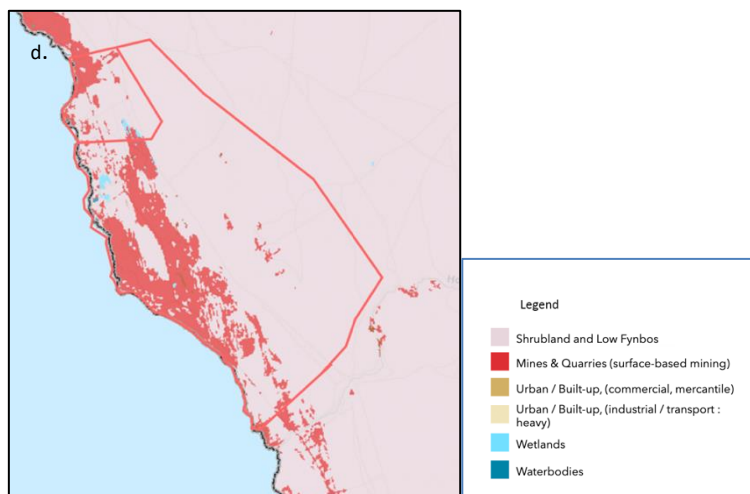 d.
Legend
Shrubland and Low Fynbos
Mines & Quarries (surface-based mining)
Urban / Built-up, (commercial, mercantile)
Urban / Built-up, (industrial / transport :
heavy)
Wetlands
Waterbodies